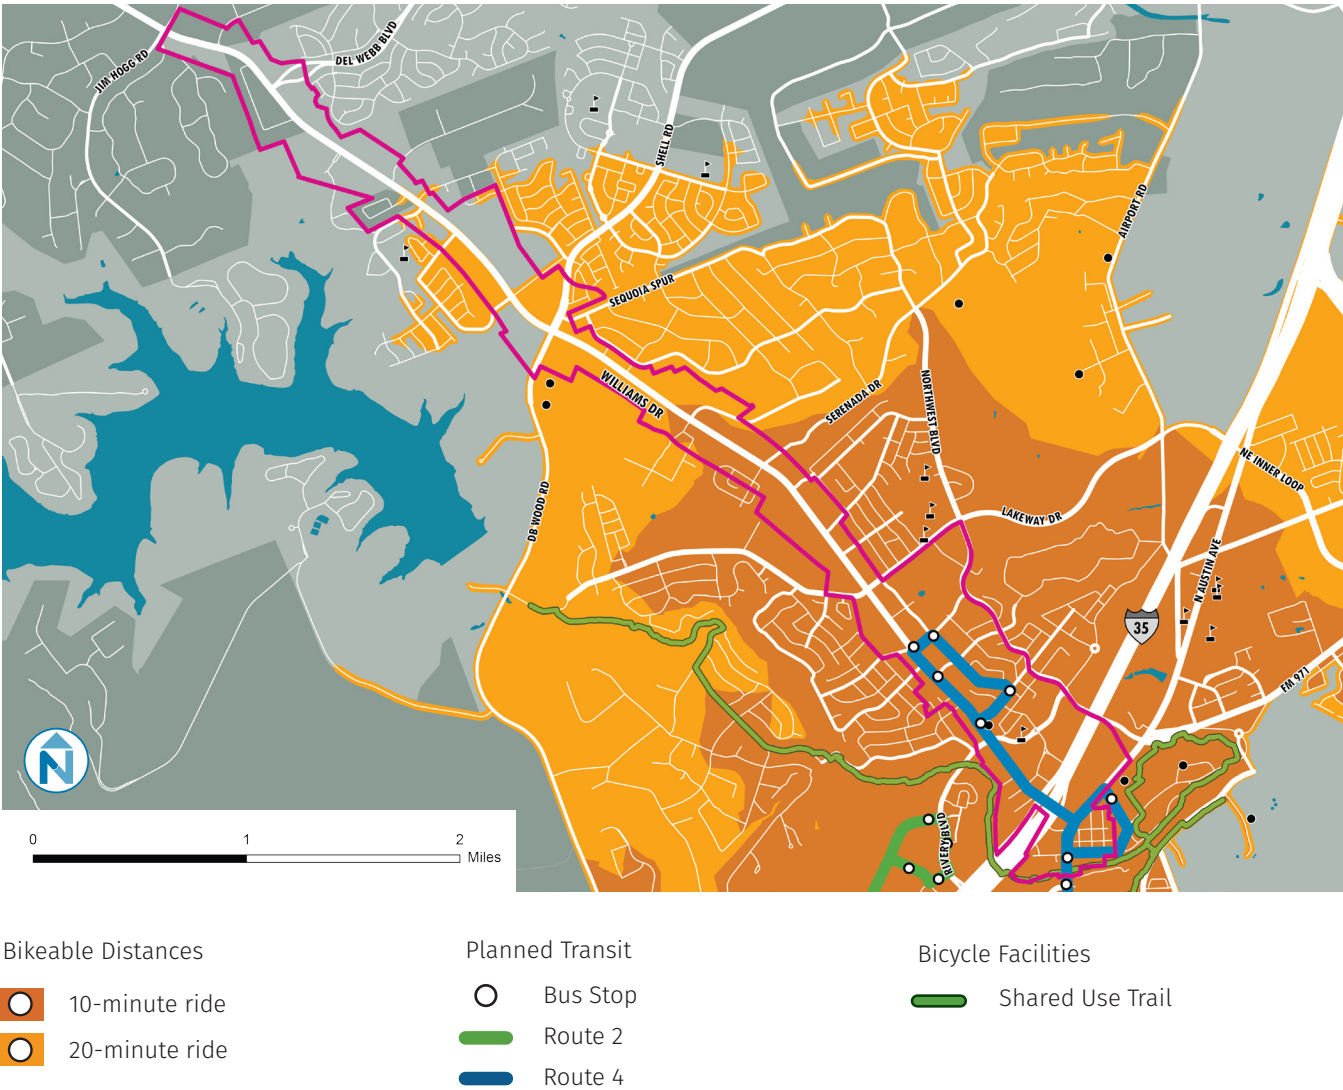 JIM HOGG RD
DEL WEBB BLVD
SHELL RD
AIRPORT RD
SEQUOIA SPUR
WILLIAMS DR
SERENADA DR
NORTHWEST BLVD
NE INNER LOOP
DB WOOD RD
LAKEWAY DR
N AUSTIN AVE
35
FM 971
RIVERY BLVD
N
0 1 2
Miles
Bikeable Distances
10-minute ride
20-minute ride
Planned Transit
Bus Stop
Route 2
Route 4
Bicycle Facilities
Shared Use Trail